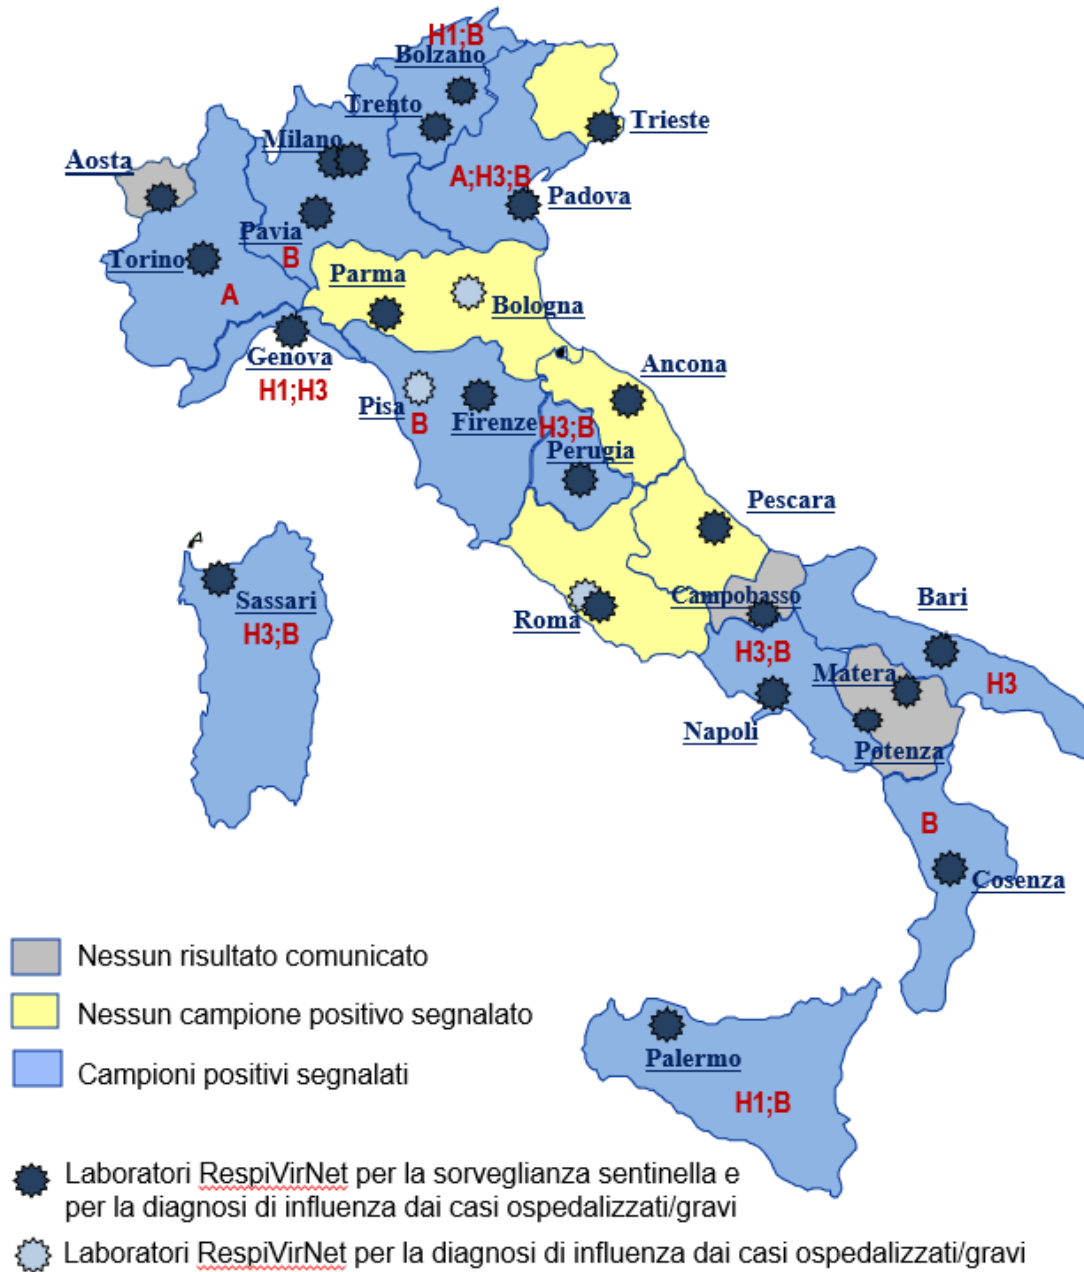 H1;B
Bolzano
Trento
Milano
Trieste
Aosta
A;H3;B
Padova
Pavia
B
Torino
A
Parma
Bologna
Genova
H1;H3
Ancona
Pisa
B
Firenze
H3;B
Perugia
Pescara
A
Sassari
H3;B
Roma
Campobasso
Bari
H3;B
Matera
H3
Napoli
Potenza
B
Cosenza
Nessun risultato comunicato
Nessun campione positivo segnalato
Campioni positivi segnalati
Palermo
H1;B
Laboratori RespiVirNet per la sorveglianza sentinella e
per la diagnosi di influenza dai casi ospedalizzati/gravi
Laboratori RespiVirNet per la diagnosi di influenza dai casi ospedalizzati/gravi